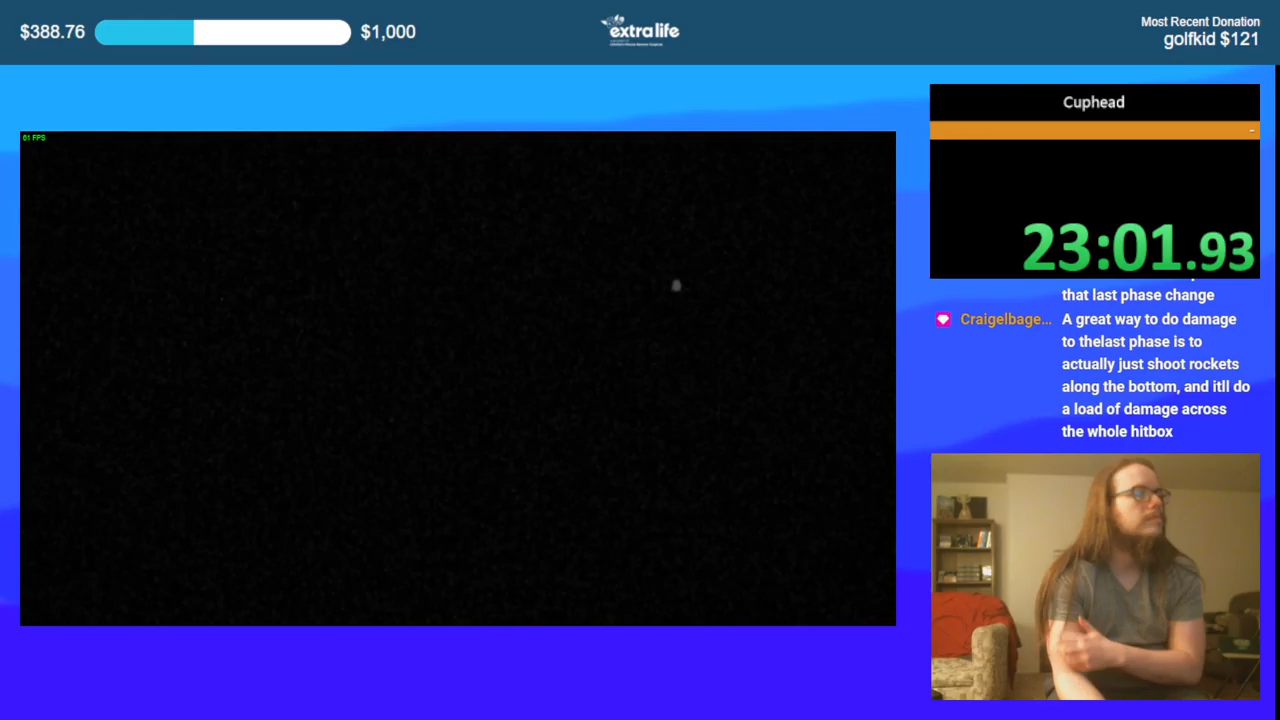 $388.76
$1,000
extra life
Most Recent Donation
golfkid $121
61 FPS
Cuphead
-
23:01.93
that last phase change
Craigelbage… A great way to do damage
to thelast phase is to
actually just shoot rockets
along the bottom, and itll do
a load of damage across
the whole hitbox